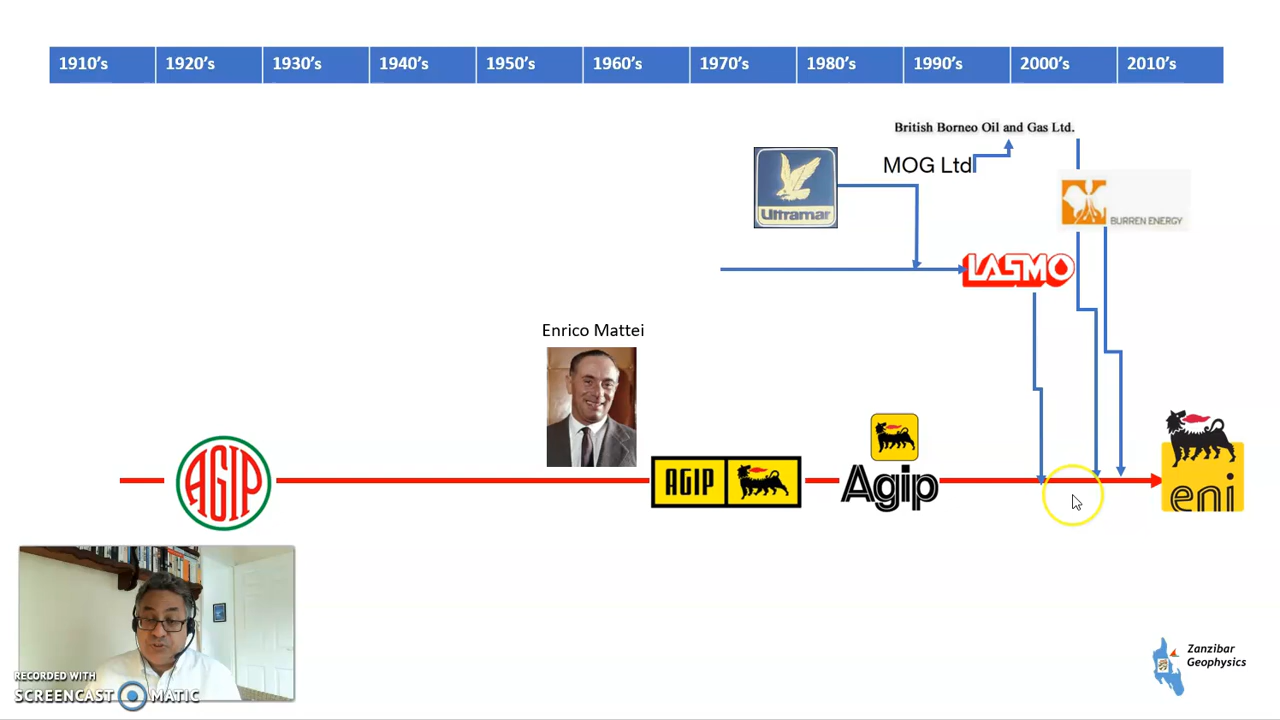 1910's 1920's 1930's 1940's 1950's 1960's 1970's 1980's 1990's 2000's 2010's
British Borneo Oil and Gas Ltd.
MOG Ltd
Ultramar
BURREN ENERGY
LASMO
Enrico Mattei
AGIP
AGIP
Agip
eni
Zanzibar
Geophysics
RECORDED WITH
SCREENCAST MATIC